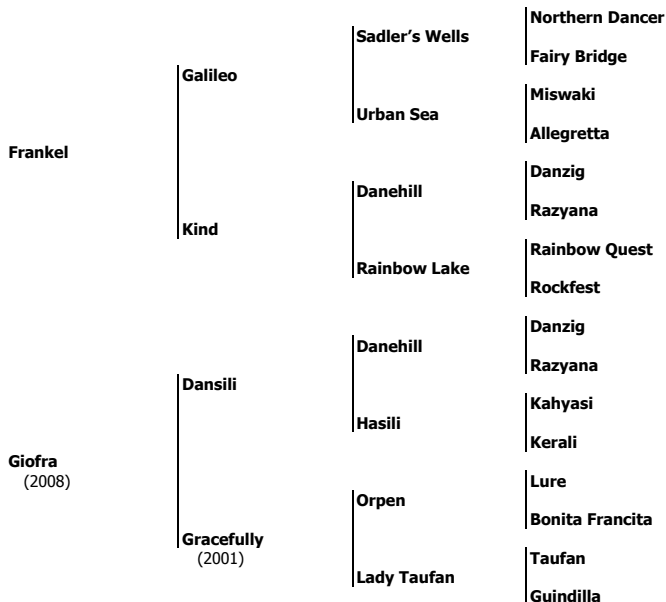 Northern Dancer
Sadler's Wells
Fairy Bridge
Galileo
Miswaki
Urban Sea
Allegretta
Frankel
Danzig
Danehill
Razyana
Kind
Rainbow Quest
Rainbow Lake
Rockfest
Danzig
Danehill
Razyana
Dansili
Kahyasi
Hasili
Kerali
Giofra
(2008)
Lure
Orpen
Bonita Francita
Gracefully
(2001)
Taufan
Lady Taufan
Guindilla